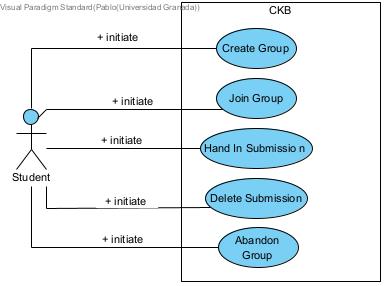 Visual Paradigm Standard(Pablo(Universidad Granada))
CKB
+ initiate
Create Group
+ initiate
Join Group
+ initiate
Hand In Submission
Student
+ initiate
Delete Submission
+ initiate
Abandon
Group